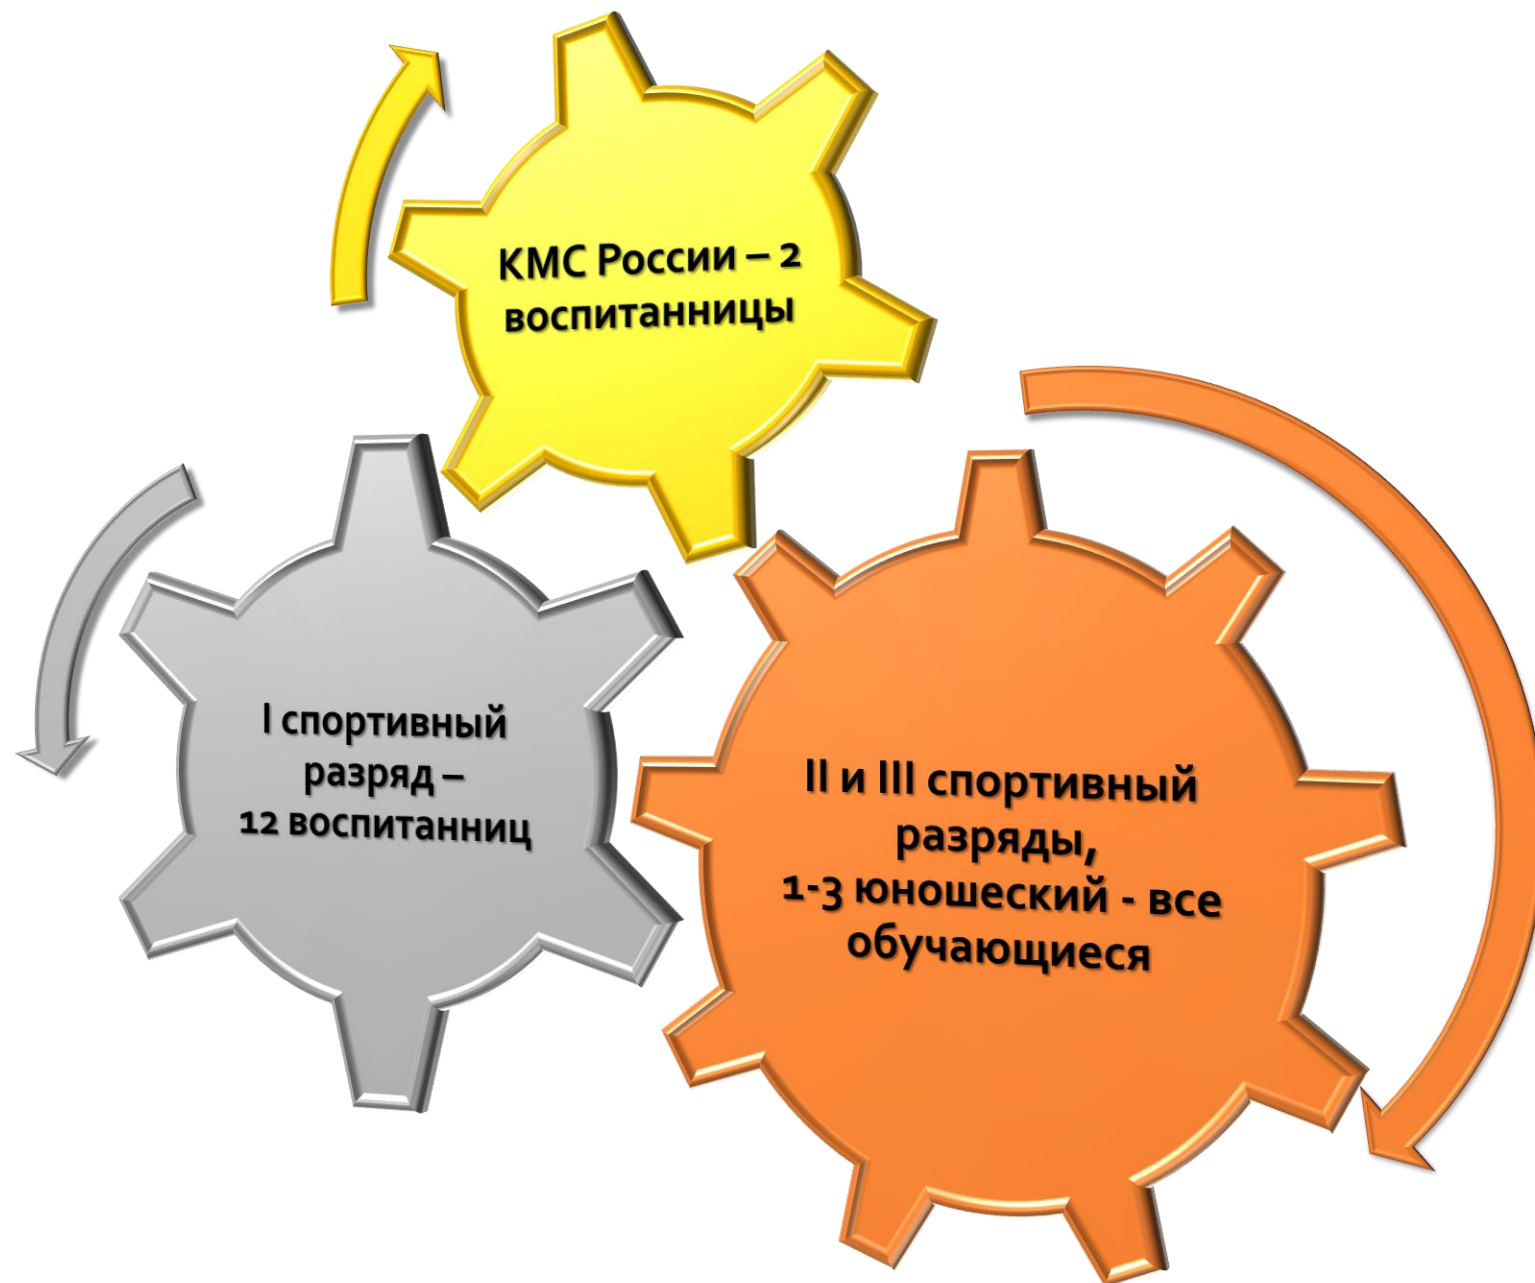 КМС России – 2
воспитанницы
I спортивный
разряд –
12 воспитанниц
II и III спортивный
разряды,
1-3 юношеский - все
обучающиеся